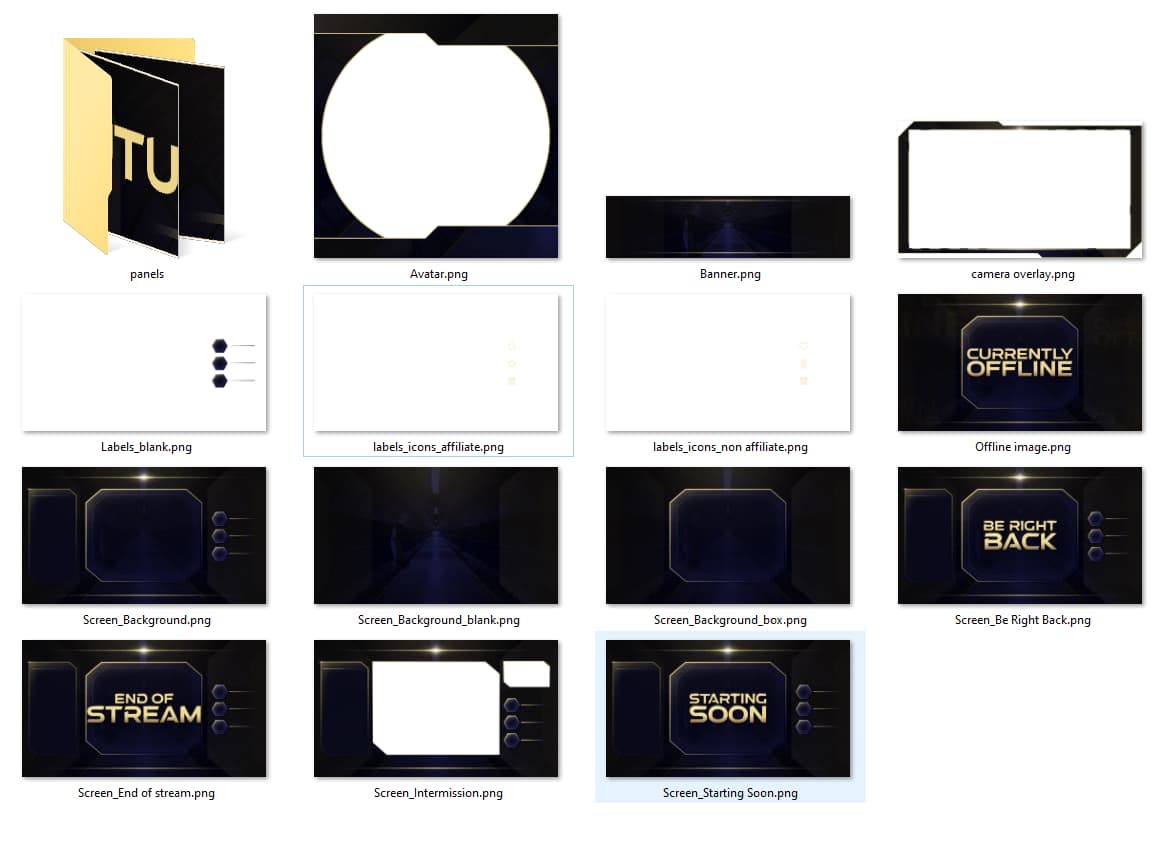 TU
panels
Avatar.png
Banner.png
camera overlay.png
CURRENTLY
OFFLINE
Labels_blank.png
labels_icons_affiliate.png
labels_icons_non affiliate.png
Offline image.png
BE RIGHT
BACK
Screen_Background.png
Screen_Background_blank.png
Screen_Background_box.png
Screen_Be Right Back.png
END OF
STREAM
STARTING
SOON
Screen_End of stream.png
Screen_Intermission.png
Screen_Starting Soon.png